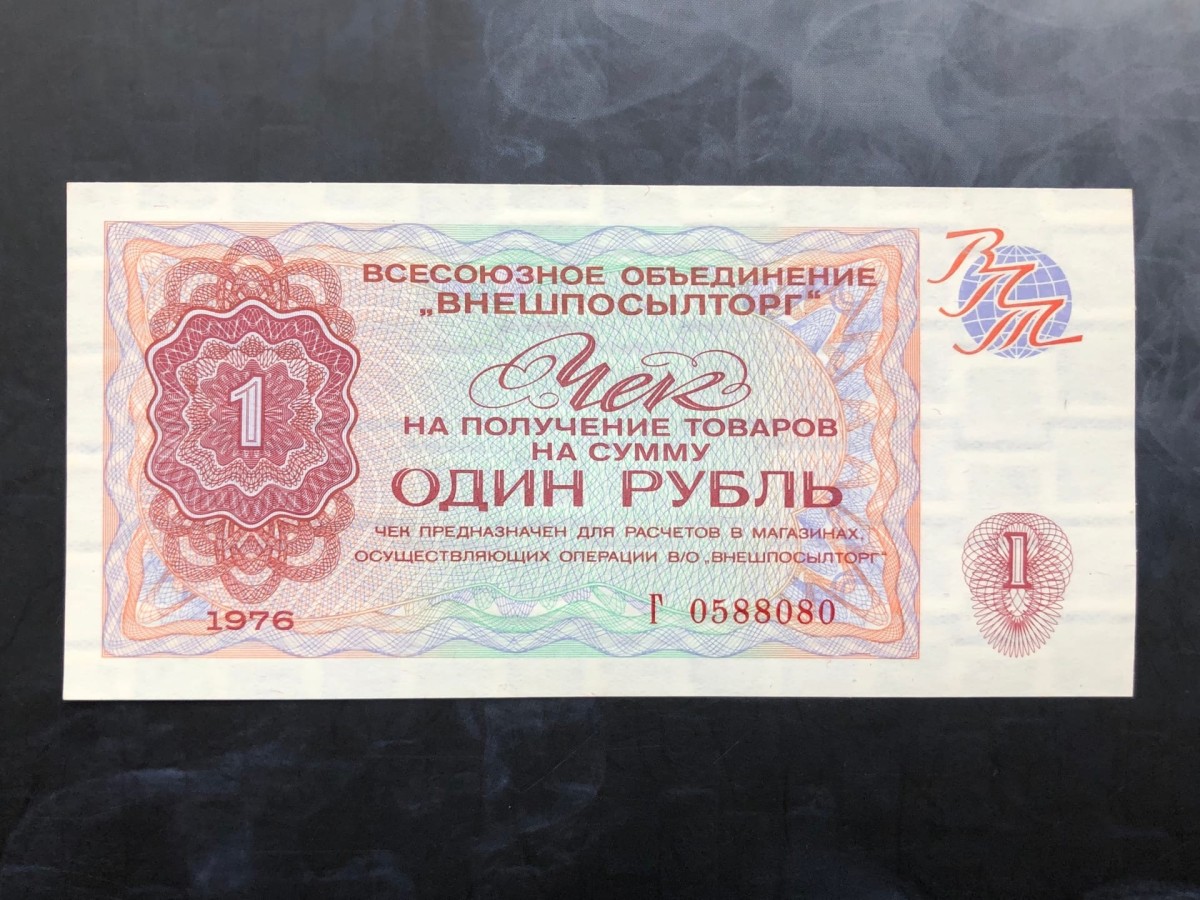 ВСЕСОЮЗНОЕ ОБЪЕДИНЕНИЕ
„ВНЕШПОСЫЛТОРГ“
ВПТ
Чек
НА ПОЛУЧЕНИЕ ТОВАРОВ
НА СУММУ
1
ОДИН РУБЛЬ
ЧЕК ПРЕДНАЗНАЧЕН ДЛЯ РАСЧЕТОВ В МАГАЗИНАХ,
ОСУЩЕСТВЛЯЮЩИХ ОПЕРАЦИИ В/О „ВНЕШПОСЫЛТОРГ“
1
1976
Г 0588080